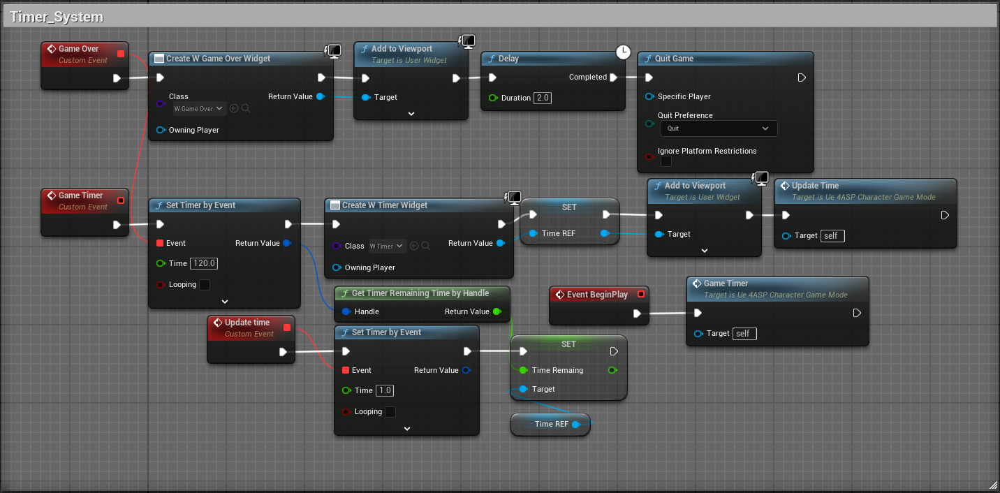 Timer_System
Game Over
Custom Event
Create W Game Over Widget
Class
W Game Over
Return Value
Owning Player
Add to Viewport
Target is User Widget
Target
Delay
Completed
Duration 2.0
Quit Game
Specific Player
Quit Preference
Quit
Ignore Platform Restrictions
Game Timer
Custom Event
Set Timer by Event
Event
Return Value
Time 120.0
Looping
Create W Timer Widget
Class W Timer
Return Value
Owning Player
SET
Time REF
Add to Viewport
Target is User Widget
Target
Update Time
Target is Ue 4ASP Character Game Mode
Target self
Get Timer Remaining Time by Handle
Handle
Return Value
Event BeginPlay
Game Timer
Target is Ue 4ASP Character Game Mode
Target self
Update time
Custom Event
Set Timer by Event
Event
Return Value
Time 1.0
Looping
SET
Time Remaing
Target
Time REF